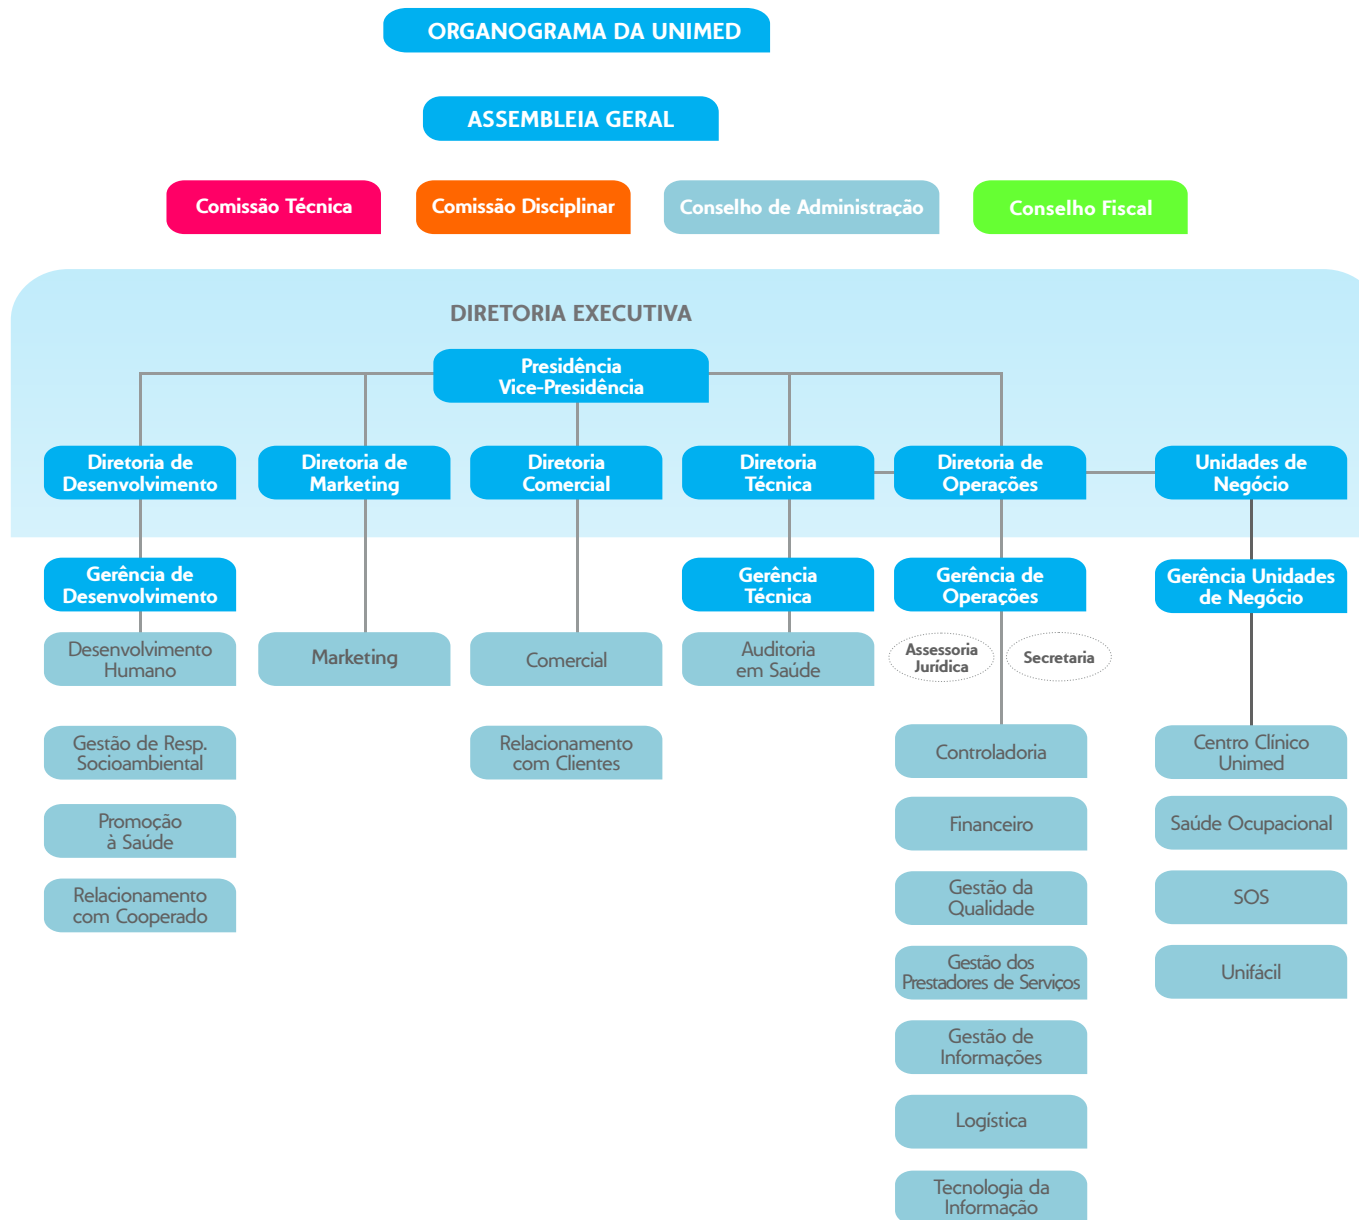 ORGANOGRAMA DA UNIMED
ASSEMBLEIA GERAL
Comissão Técnica
Comissão Disciplinar
Conselho de Administração
Conselho Fiscal
DIRETORIA EXECUTIVA
Presidência
Vice-Presidência
Diretoria de
Desenvolvimento
Diretoria de
Marketing
Diretoria
Comercial
Diretoria
Técnica
Diretoria de
Operações
Unidades de
Negócio
Gerência de
Desenvolvimento
Gerência
Técnica
Gerência de
Operações
Gerência Unidades
de Negócio
Desenvolvimento
Humano
Marketing
Comercial
Auditoria
em Saúde
Assessoria
Jurídica
Secretaria
Gestão de Resp.
Socioambiental
Relacionamento
com Clientes
Controladoria
Centro Clínico
Unimed
Promoção
à Saúde
Financeiro
Saúde Ocupacional
Relacionamento
com Cooperado
Gestão da
Qualidade
SOS
Gestão dos
Prestadores de Serviços
Unifácil
Gestão de
Informações
Logística
Tecnologia da
Informação